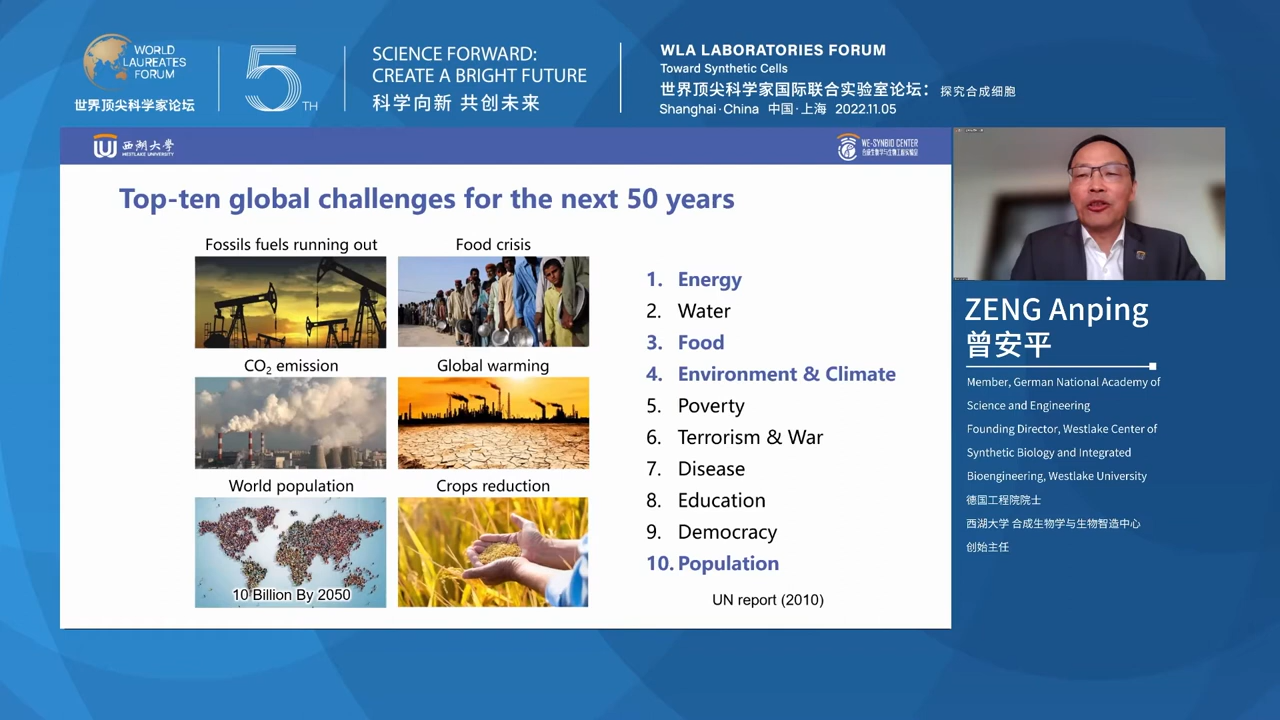 WORLD
LAUREATES
FORUM
世界顶尖科学家论坛
5TH
SCIENCE FORWARD:
CREATE A BRIGHT FUTURE
科学向新 共创未来
WLA LABORATORIES FORUM
Toward Synthetic Cells
世界顶尖科学家国际联合实验室论坛：探究合成细胞
Shanghai·China 中国·上海 2022.11.05
西湖大學
WESTLAKE UNIVERSITY
WE-SYNBIO CENTER
Top-ten global challenges for the next 50 years
Fossils fuels running out
Food crisis
CO₂ emission
Global warming
World population
Crops reduction
10 Billion By 2050
1. Energy
2. Water
3. Food
4. Environment & Climate
5. Poverty
6. Terrorism & War
7. Disease
8. Education
9. Democracy
10. Population
UN report (2010)
ZENG Anping
曾安平
Member, German National Academy of
Science and Engineering
Founding Director, Westlake Center of
Synthetic Biology and Integrated
Bioengineering, Westlake University
德国工程院院士
西湖大学 合成生物学与生物智造中心
创始主任